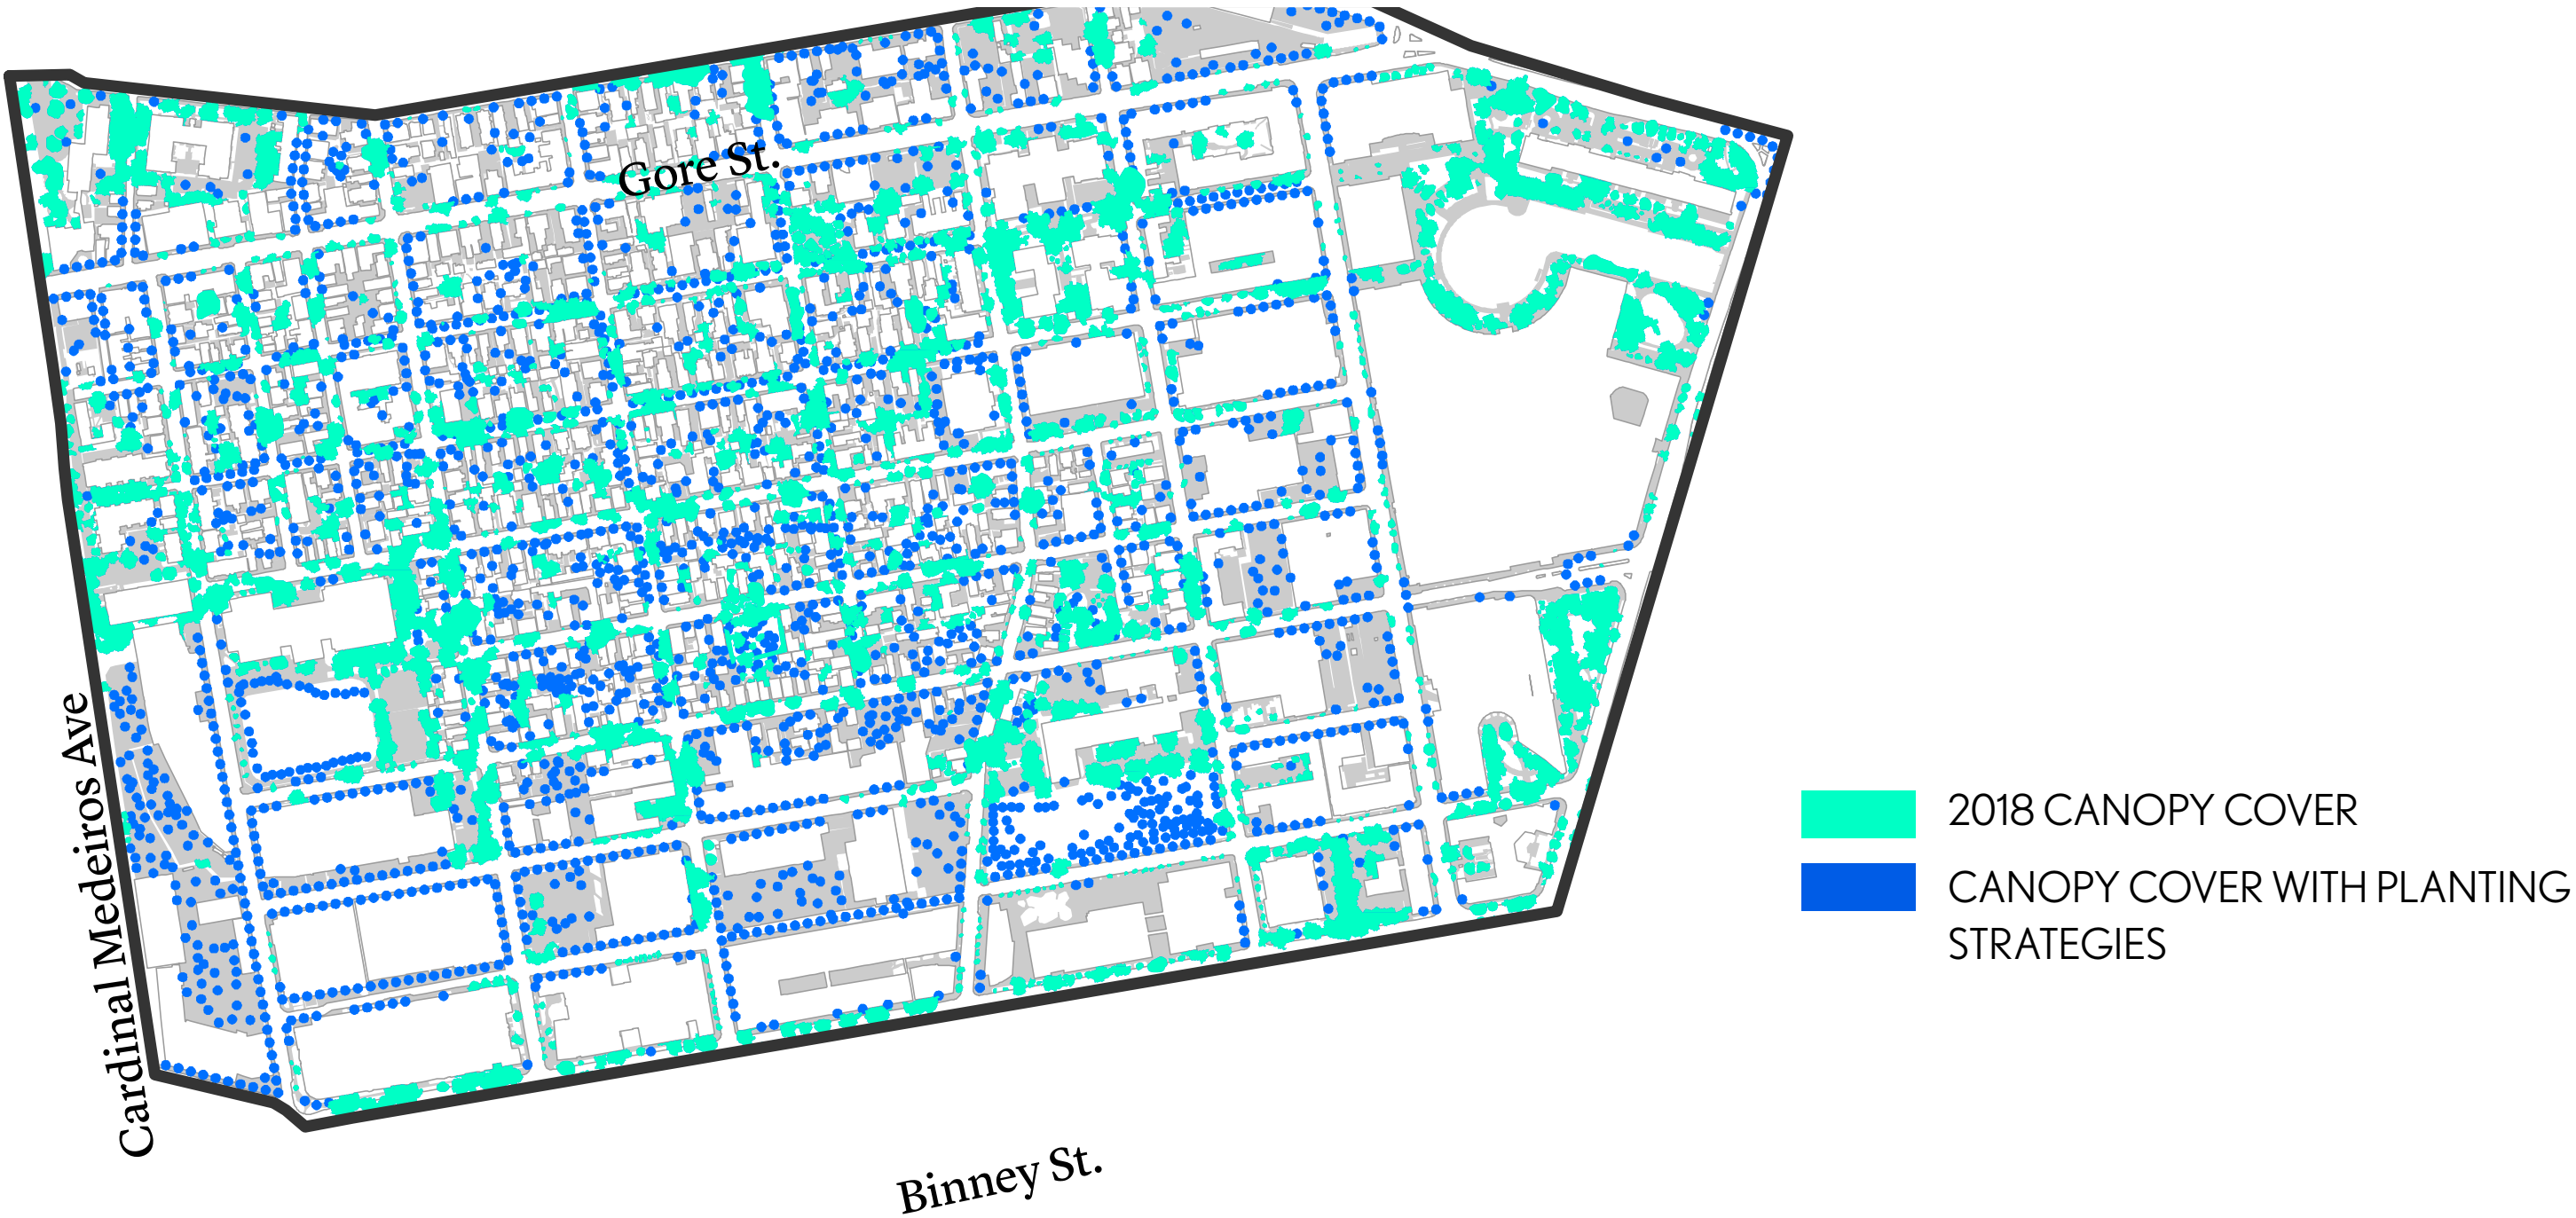 Gore St.
Cardinal Medeiros Ave
2018 CANOPY COVER
CANOPY COVER WITH PLANTING
STRATEGIES
Binney St.